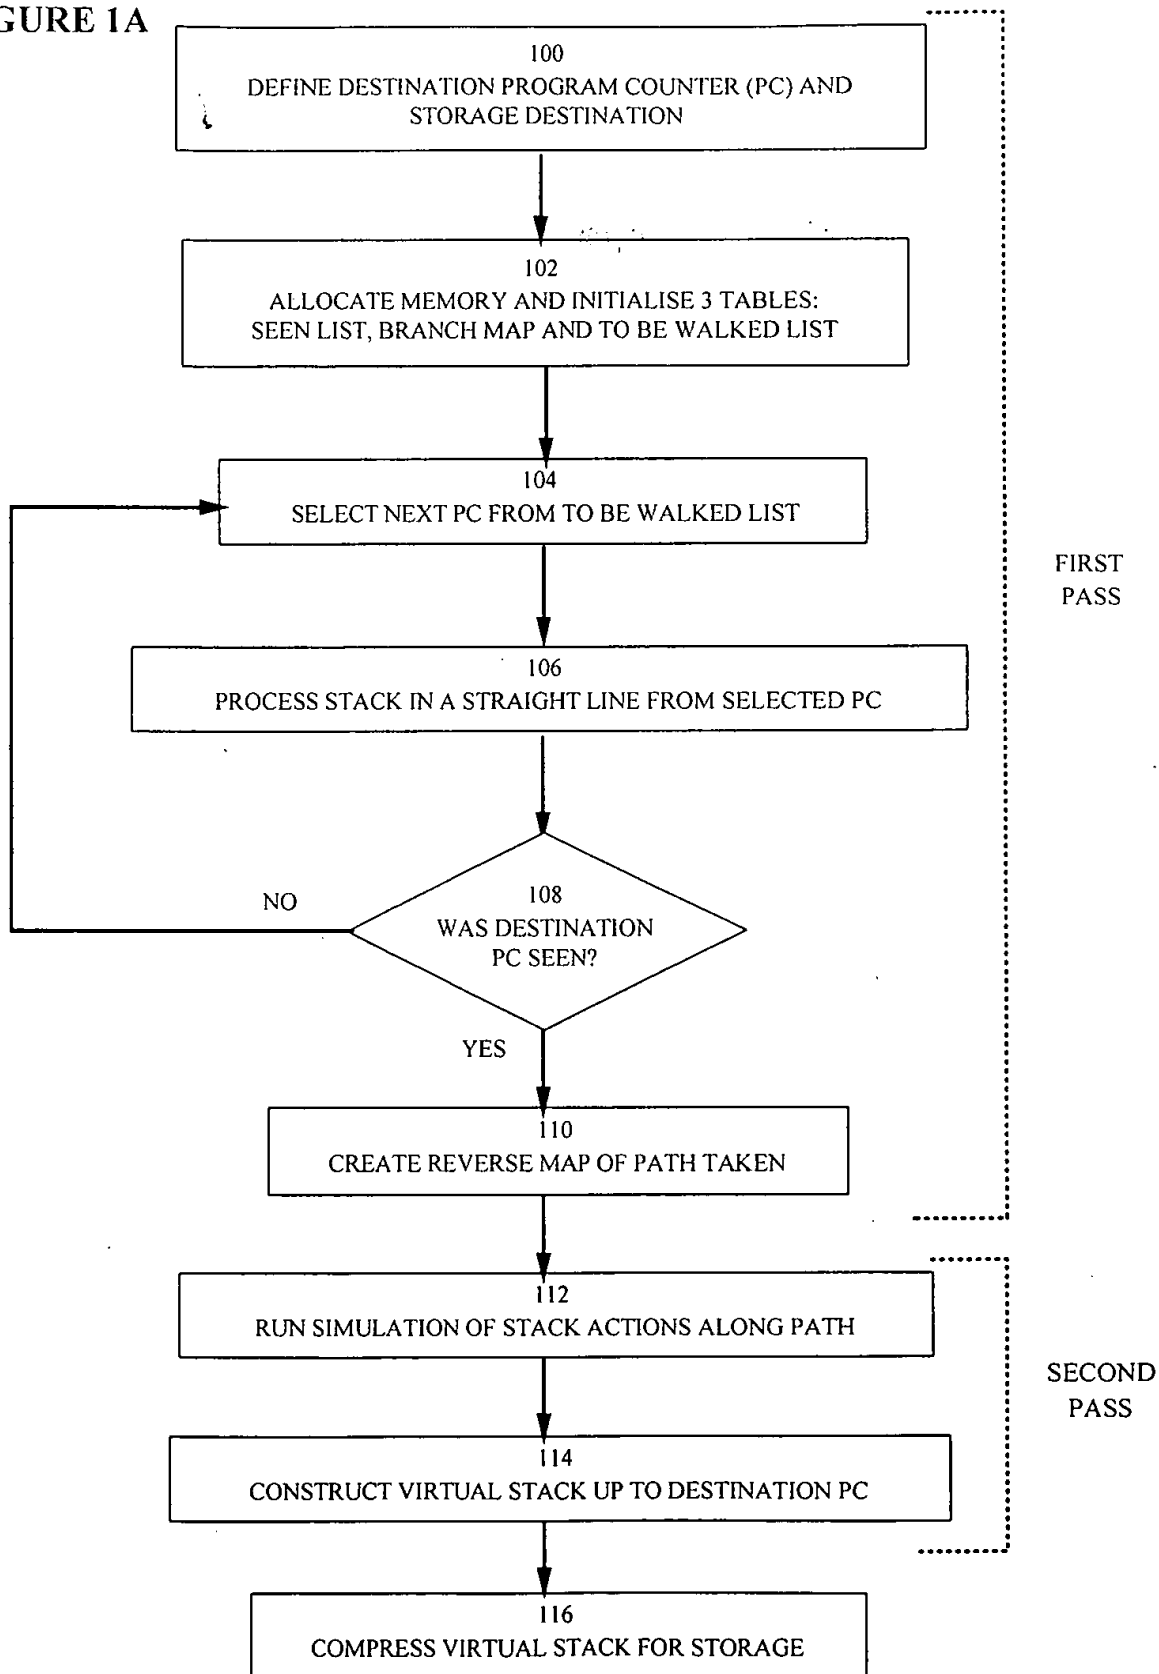 GURE 1A
100
DEFINE DESTINATION PROGRAM COUNTER (PC) AND
STORAGE DESTINATION
102
ALLOCATE MEMORY AND INITIALISE 3 TABLES:
SEEN LIST, BRANCH MAP AND TO BE WALKED LIST
104
SELECT NEXT PC FROM TO BE WALKED LIST
FIRST
PASS
106
PROCESS STACK IN A STRAIGHT LINE FROM SELECTED PC
NO
108
WAS DESTINATION
PC SEEN?
YES
110
CREATE REVERSE MAP OF PATH TAKEN
112
RUN SIMULATION OF STACK ACTIONS ALONG PATH
SECOND
PASS
114
CONSTRUCT VIRTUAL STACK UP TO DESTINATION PC
116
COMPRESS VIRTUAL STACK FOR STORAGE